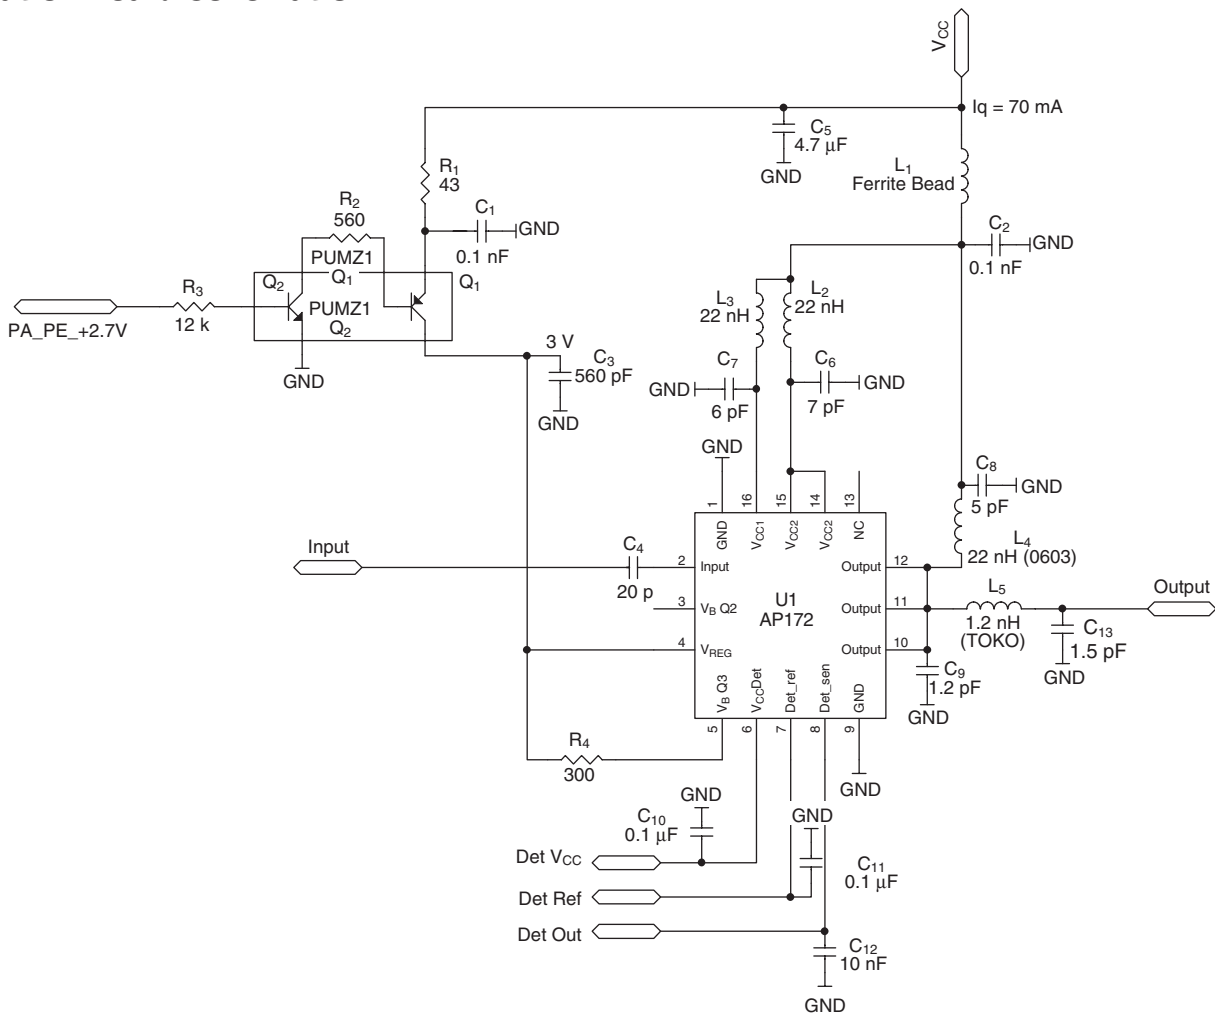 V_CC
Iq = 70 mA
C5
4.7 μF
GND
L1
Ferrite Bead
R1
43
R2
560
C1
GND
0.1 nF
C2
GND
0.1 nF
PUMZ1
Q1
Q2
Q1
PUMZ1
Q2
R3
12 k
PA_PE_+2.7V
GND
L3
22 nH
L2
22 nH
3 V
C3
560 pF
GND
C7
GND
6 pF
C6
GND
7 pF
GND
C8
GND
5 pF
L4
22 nH (0603)
1
16
15
14
13
GND
VCC1
VCC2
VCC2
NC
Input
C4
20 p
2
Input
Output
12
3
VB Q2
U1
AP172
Output
11
4
VREG
Output
10
L5
1.2 nH
(TOKO)
Output
C13
1.5 pF
GND
C9
1.2 pF
GND
VB Q3
VCCDet
Det_ref
Det_sen
GND
5
6
7
8
9
R4
300
GND
GND
C10
0.1 μF
GND
Det VCC
C11
0.1 μF
Det Ref
Det Out
C12
10 nF
GND